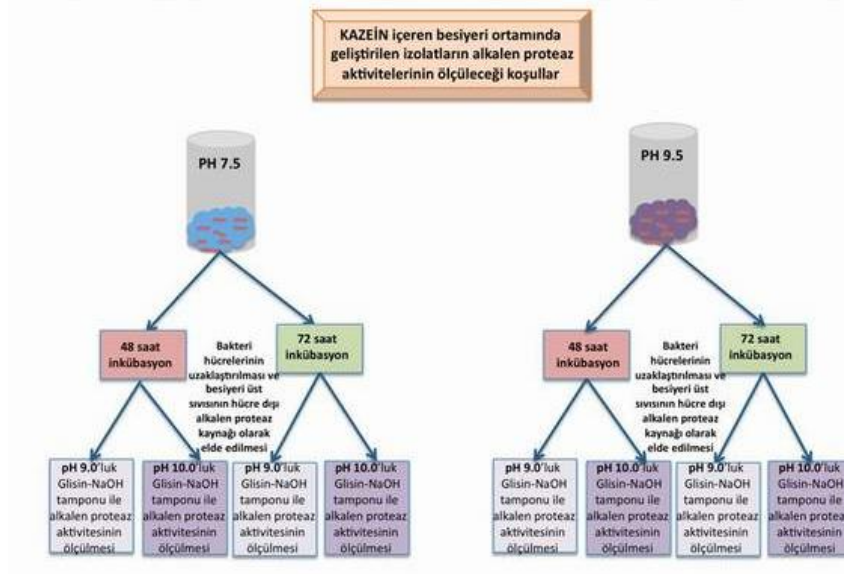 KAZEİN içeren besiyeri ortamında
geliştirilen izolatların alkalen proteaz
aktivitelerinin ölçüleceği koşullar
PH 7.5
PH 9.5
48 saat
inkübasyon
Bakteri
hücrelerinin
uzaklaştırılması ve
besiyeri üst
sıvısının hücre dışı
alkalen proteaz
kaynağı olarak
elde edilmesi
72 saat
inkübasyon
48 saat
inkübasyon
Bakteri
hücrelerinin
uzaklaştırılması ve
besiyeri üst
sıvısının hücre dışı
alkalen proteaz
kaynağı olarak
elde edilmesi
72 saat
inkübasyon
pH 9.0'luk
Glisin-NaOH
tamponu ile
alkalen proteaz
aktivitesinin
ölçülmesi
pH 10.0'luk
Glisin-NaOH
tamponu ile
alkalen proteaz
aktivitesinin
ölçülmesi
pH 9.0'luk
Glisin-NaOH
tamponu ile
alkalen proteaz
aktivitesinin
ölçülmesi
pH 10.0'luk
Glisin-NaOH
tamponu ile
alkalen proteaz
aktivitesinin
ölçülmesi
pH 9.0'luk
Glisin-NaOH
tamponu ile
alkalen proteaz
aktivitesinin
ölçülmesi
pH 10.0'luk
Glisin-NaOH
tamponu ile
alkalen proteaz
aktivitesinin
ölçülmesi
pH 9.0'luk
Glisin-NaOH
tamponu ile
alkalen proteaz
aktivitesinin
ölçülmesi
pH 10.0'luk
Glisin-NaOH
tamponu ile
alkalen protea
aktivitesinin
ölçülmesi